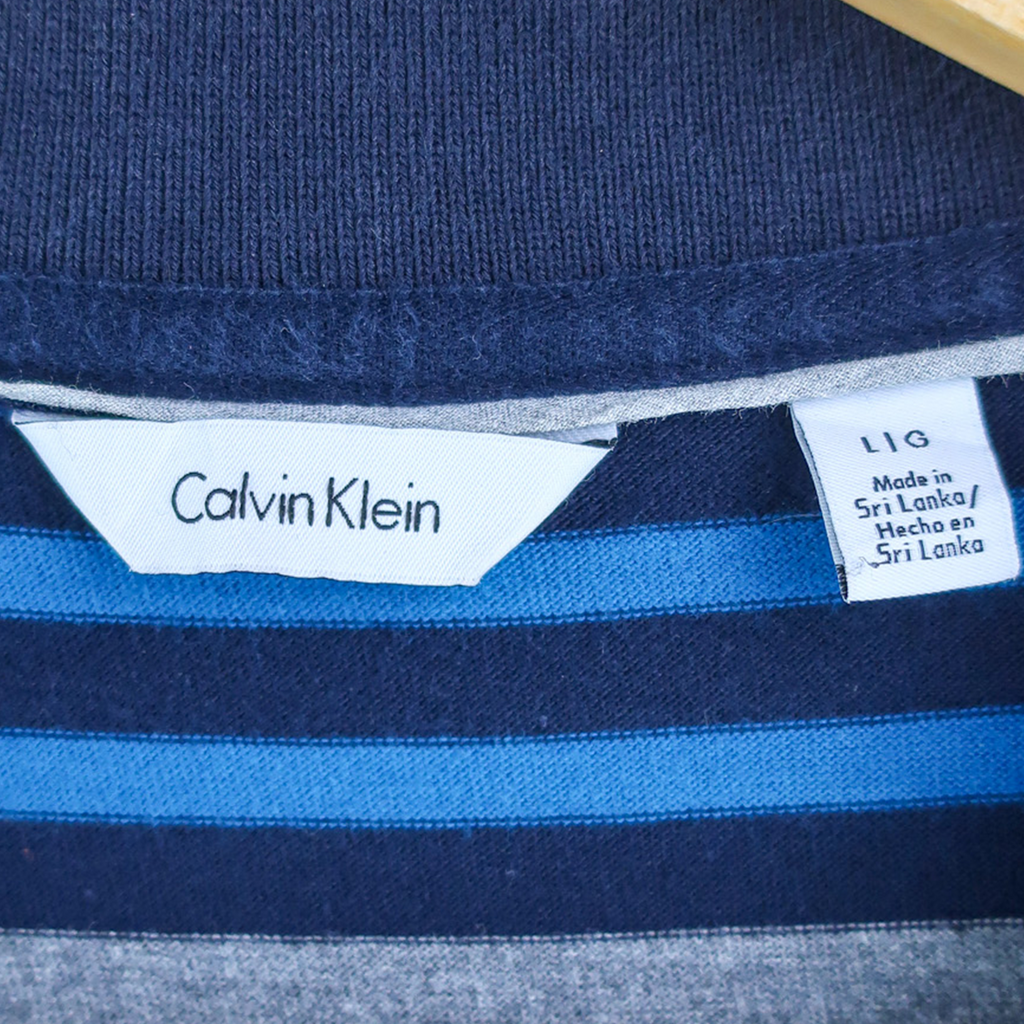 Calvin Klein
L|G
Made in
Sri Lanka/
Hecho en
Sri Lanka